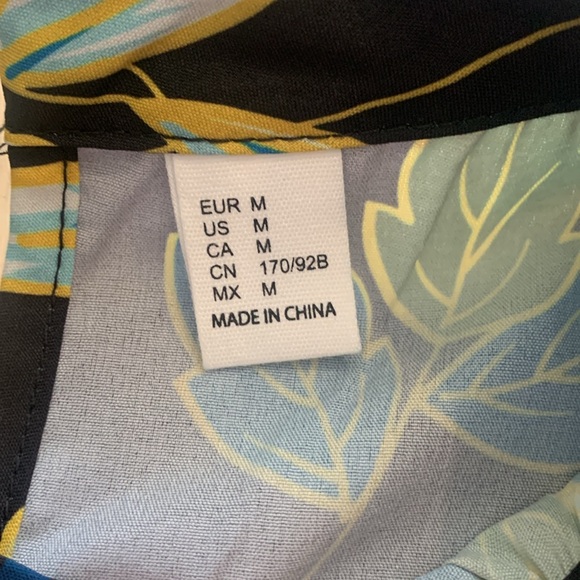 EUR M
US M
CA M
CN 170/92B
MX M
MADE IN CHINA